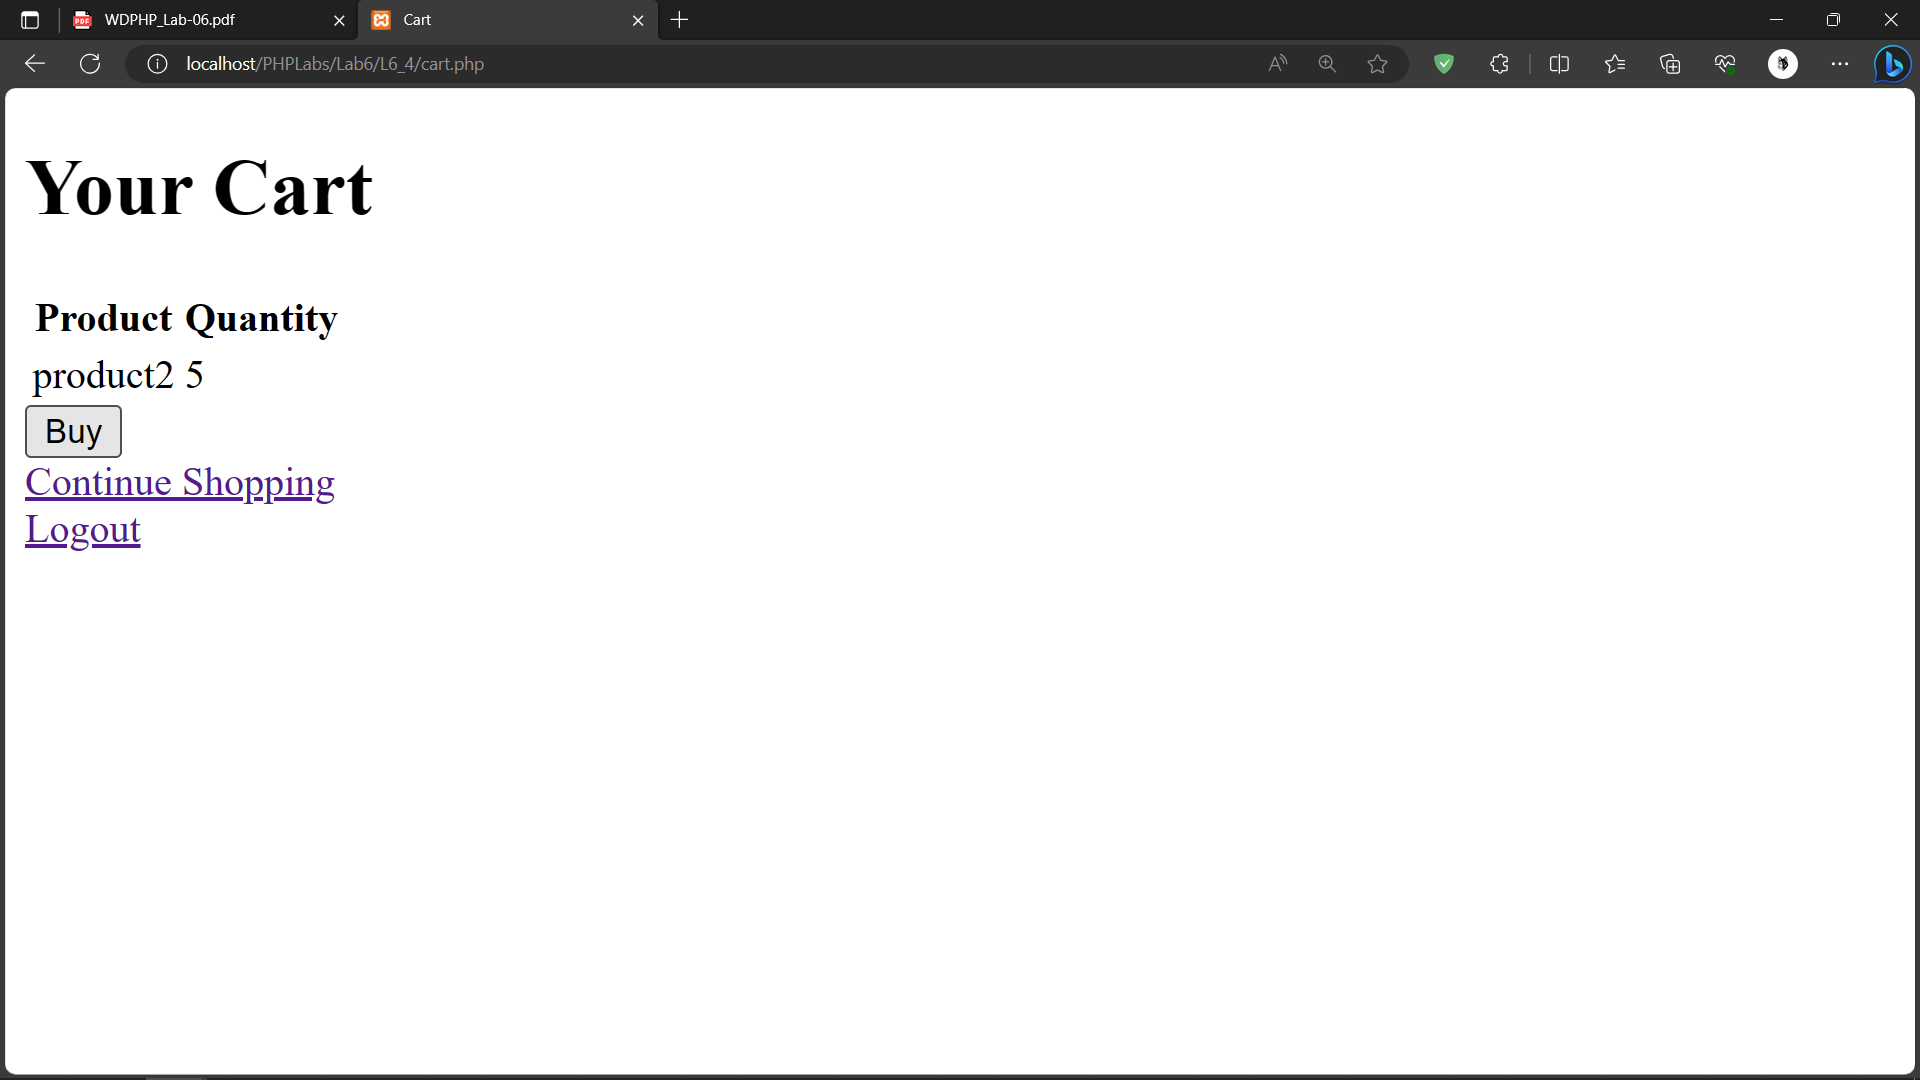 WDPHP_Lab-06.pdf
Cart
localhost/PHPLabs/Lab6/L6_4/cart.php
Your Cart
Product Quantity
product2 5
Buy
Continue Shopping
Logout